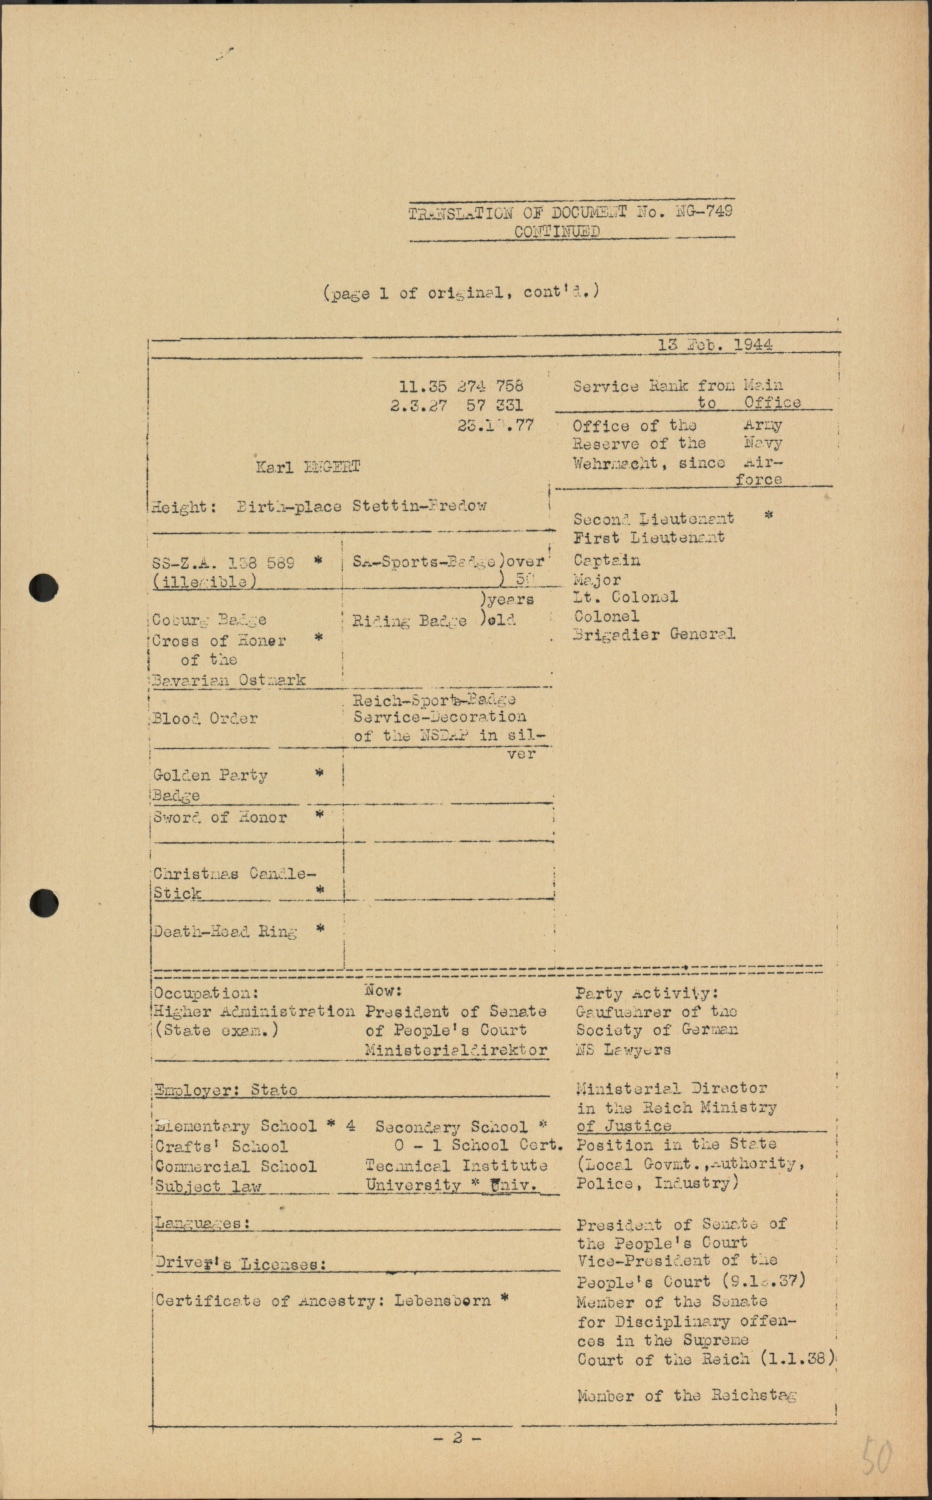 TRANSLATION OF DOCUMENT No. NG-749
CONTINUED
(page 1 of original, cont'd.)
13 Feb. 1944
11.35 274 758
2.3.27 57 331
.77
Karl ENGERT
Height: Birth-place Stettin-Bredow
Service Rank from Main
to Office
Office of the Army
Reserve of the Navy
Wehrmacht, since Air-
force
Second Lieutenant *
First Lieutenant
Captain
Major
Lt. Colonel
Colonel
Brigadier General
SS-Z.A. 138 589 *
(illegible)
SA-Sports-Badge )over
) 50
)years
Riding Badge )old
Coburg Badge
Cross of Honor *
of the
Bavarian Ostmark
Blood Order
Reich-Sports-Badge
Service-Decoration
of the NSDAP in sil-
ver
Golden Party *
Badge
Sword of Honor *
Christmas Candle-
Stick *
Death-Head Ring *
Occupation:
Higher Administration
(State exam.)
Now:
President of Senate
of People's Court
Ministerialdirektor
Party Activity:
Gaufuehrer of the
Society of German
NS Lawyers
Employer: State
Ministerial Director
in the Reich Ministry
of Justice
Elementary School * 4 Secondary School *
Crafts' School 0 - 1 School Cert.
Commercial School Technical Institute
Subject law University * Univ.
Position in the State
(Local Govmt., Authority,
Police, Industry)
Languages:
Driver's Licenses:
Certificate of Ancestry: Lebensborn *
President of Senate of
the People's Court
Vice-President of the
People's Court
Member of the Senate
for Disciplinary offen-
ces in the Supreme
Court of the Reich (1.1.38)
Member of the Reichstag
- 2 -
50